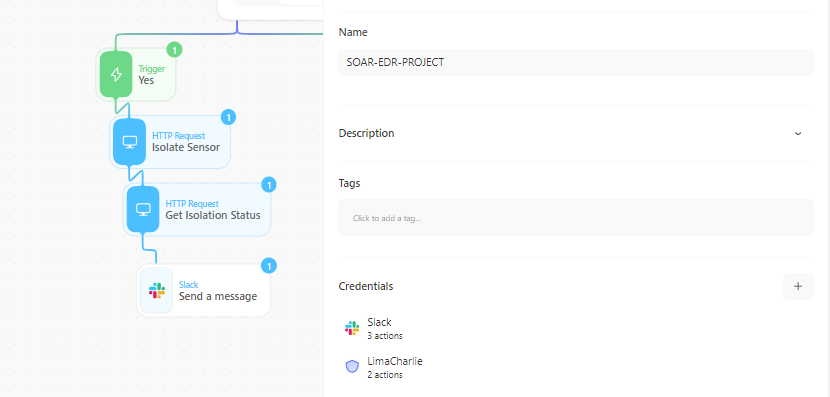 1
Trigger
Yes
1
HTTP Request
Isolate Sensor
1
HTTP Request
Get Isolation Status
1
Slack
Send a message
Name
SOAR-EDR-PROJECT
Description
Tags
Click to add a tag...
Credentials
+
Slack
3 actions
LimaCharlie
2 actions